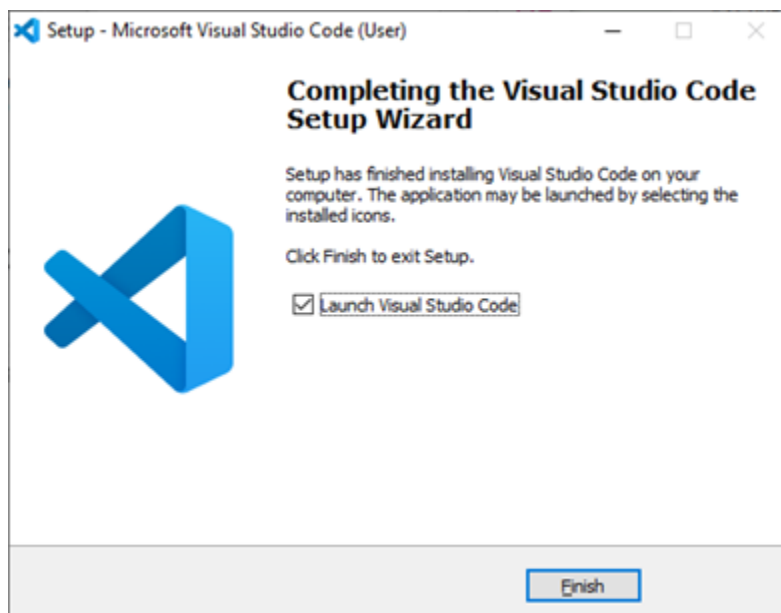 Setup - Microsoft Visual Studio Code (User)
Completing the Visual Studio Code
Setup Wizard
Setup has finished installing Visual Studio Code on your
computer. The application may be launched by selecting the
installed icons.
Click Finish to exit Setup.
Launch Visual Studio Code
Finish